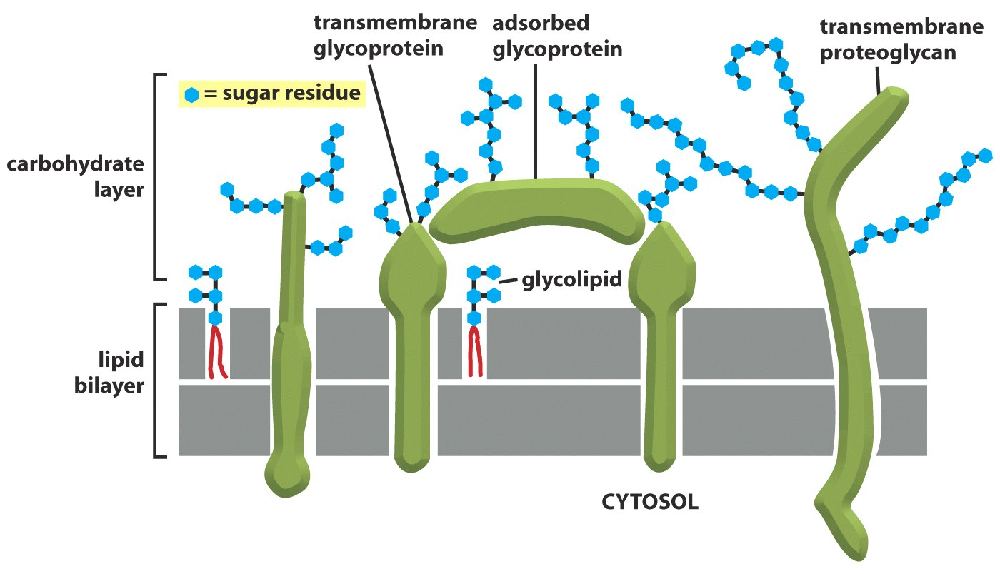 transmembrane
glycoprotein
adsorbed
glycoprotein
transmembrane
proteoglycan
= sugar residue
carbohydrate
layer
glycolipid
lipid
bilayer
CYTOSOL